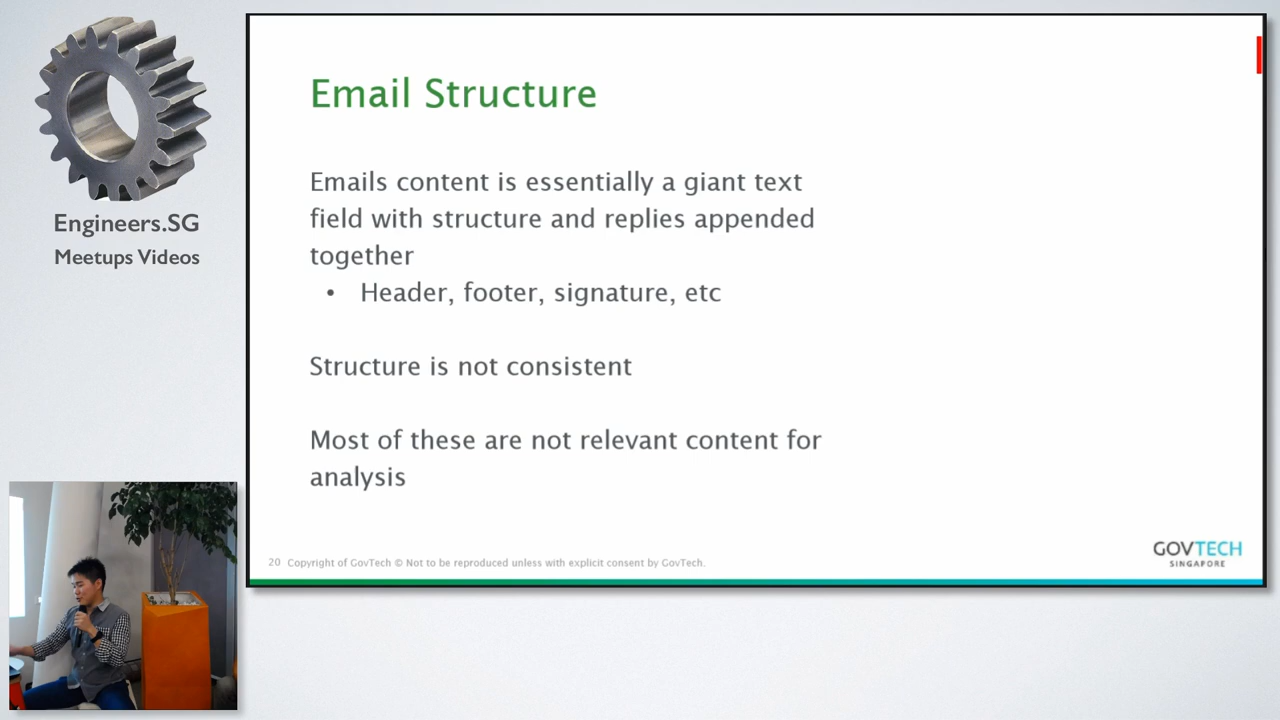 Engineers.SG
Meetups Videos
Email Structure
Emails content is essentially a giant text
field with structure and replies appended
together
• Header, footer, signature, etc
Structure is not consistent
Most of these are not relevant content for
analysis
20 Copyright of GovTech © Not to be reproduced unless with explicit consent by GovTech.
GOVTECH
SINGAPORE